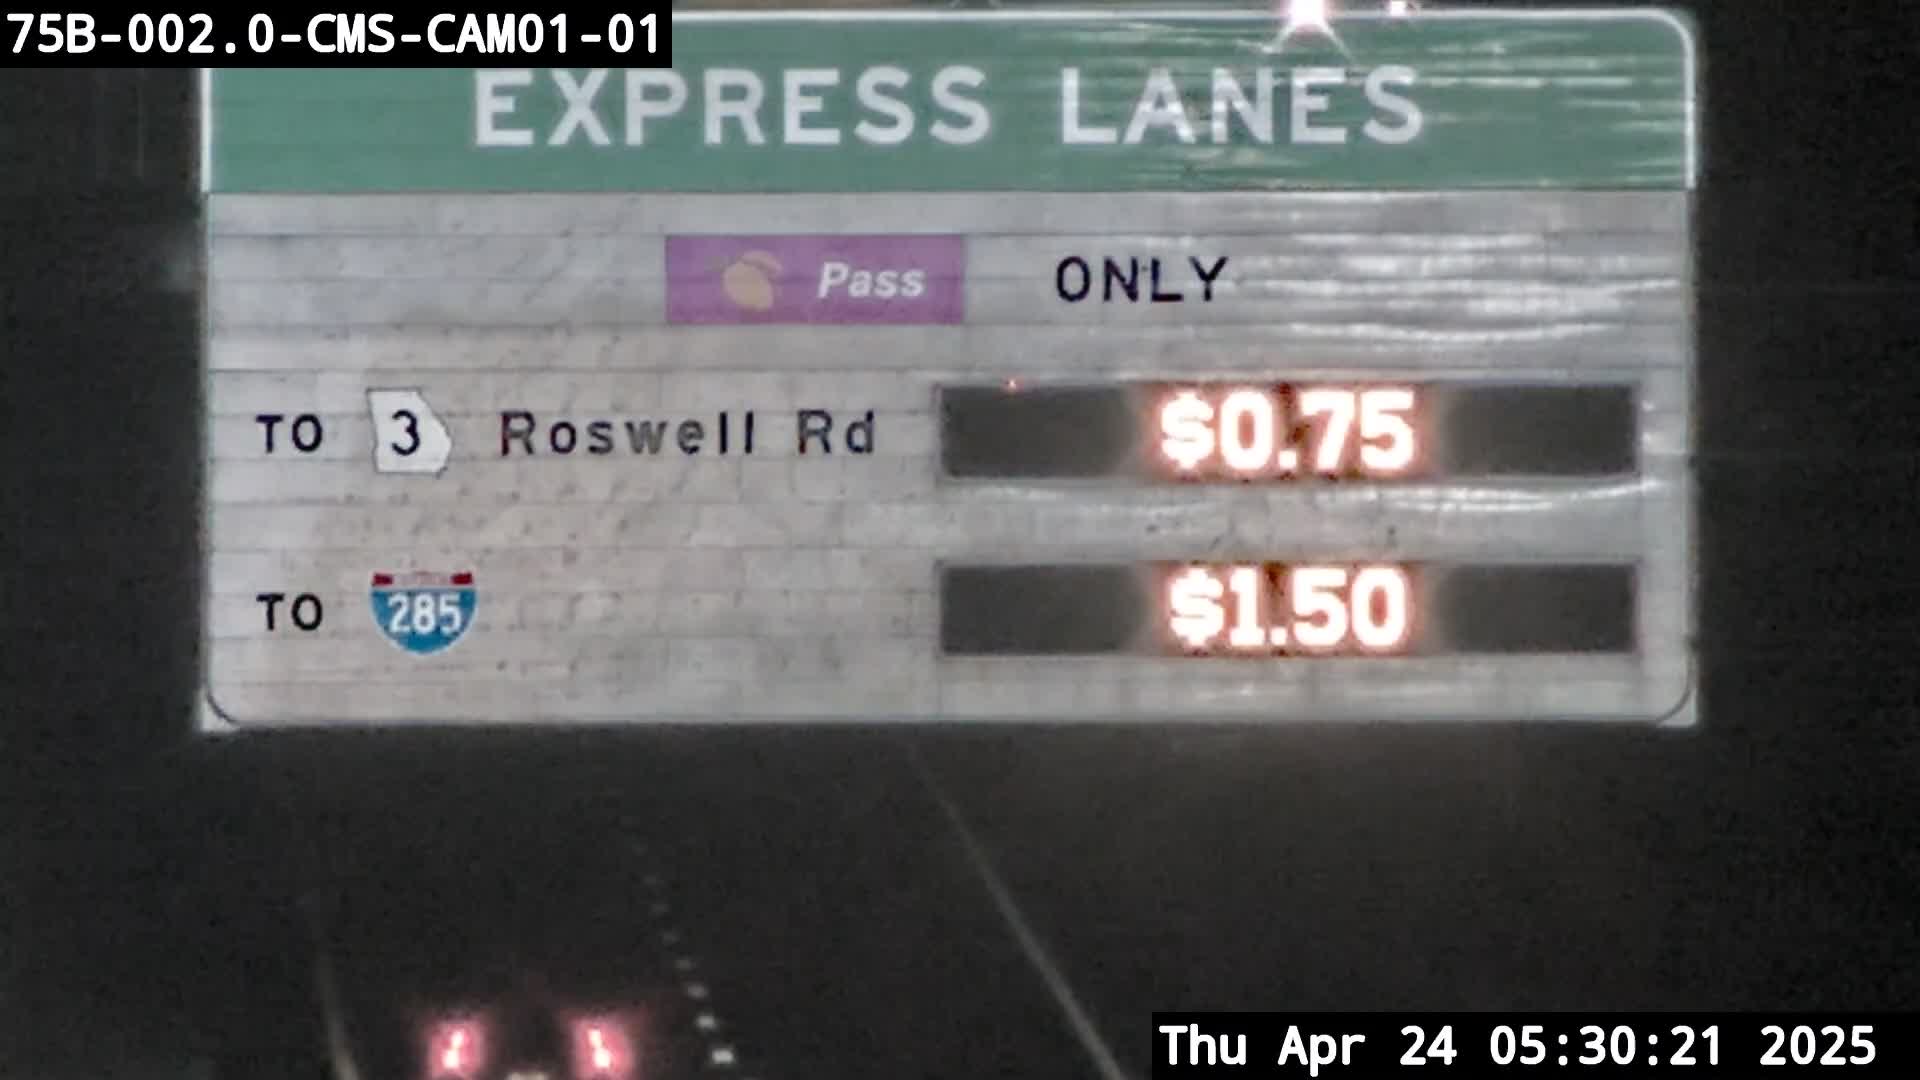 75B-002.0-CMS-CAM01-01
EXPRESS LANES
Pass ONLY
TO 3 Roswell Rd $0.75
TO 285 $1.50
Thu Apr 24 05:30:21 2025